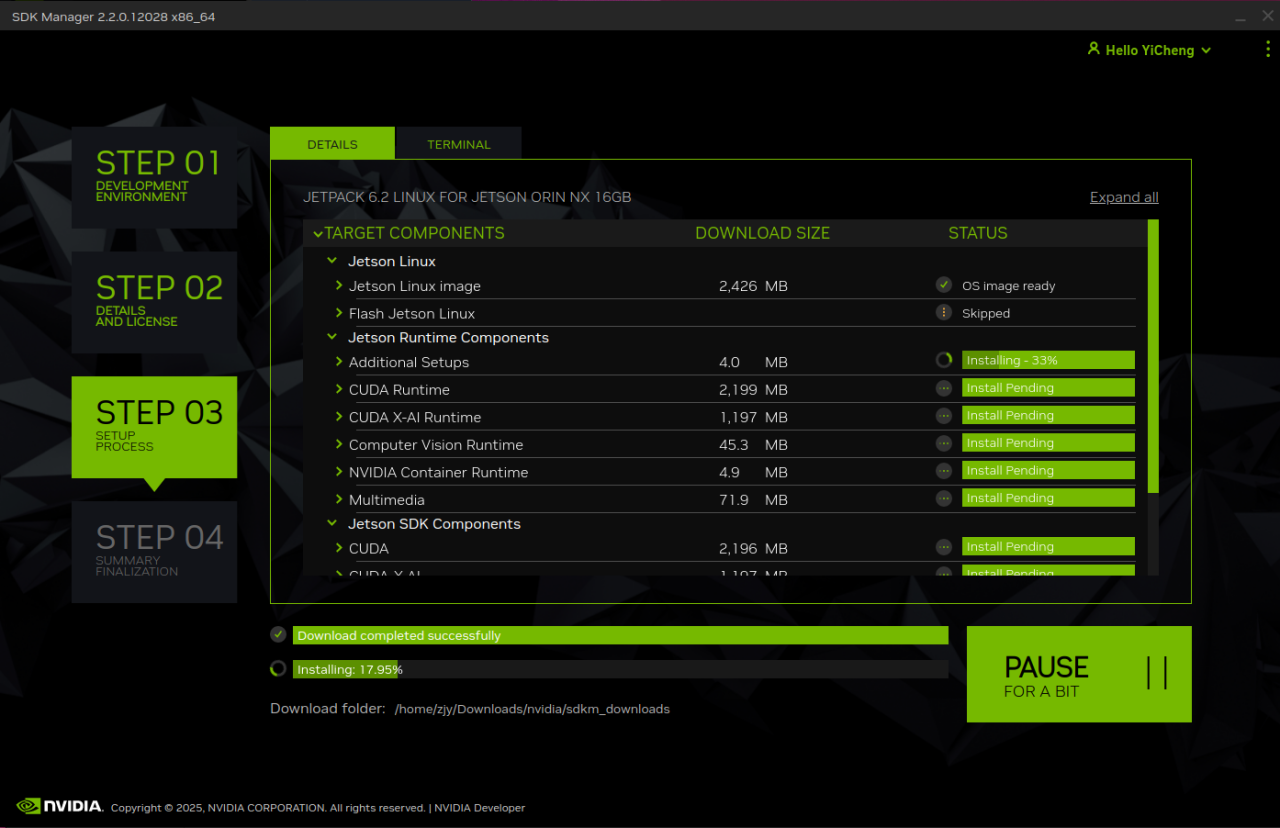 SDK Manager 2.2.0.12028 x86_64
Hello YiCheng
STEP 01
DEVELOPMENT
ENVIRONMENT
STEP 02
DETAILS
AND LICENSE
STEP 03
SETUP
PROCESS
STEP 04
SUMMARY
FINALIZATION
DETAILS TERMINAL
JETPACK 6.2 LINUX FOR JETSON ORIN NX 16GB Expand all
TARGET COMPONENTS DOWNLOAD SIZE STATUS
Jetson Linux
Jetson Linux image 2,426 MB OS image ready
Flash Jetson Linux Skipped
Jetson Runtime Components
Additional Setups 4.0 MB Installing - 33%
CUDA Runtime 2,199 MB Install Pending
CUDA X-AI Runtime 1,197 MB Install Pending
Computer Vision Runtime 45.3 MB Install Pending
NVIDIA Container Runtime 4.9 MB Install Pending
Multimedia 71.9 MB Install Pending
Jetson SDK Components
CUDA 2,196 MB Install Pending
CUDA X-AI 1,197 MB Install Pending
Download completed successfully
Installing: 17.95%
Download folder: /home/zjy/Downloads/nvidia/sdkm_downloads
PAUSE
FOR A BIT
NVIDIA. Copyright © 2025, NVIDIA CORPORATION. All rights reserved. | NVIDIA Developer